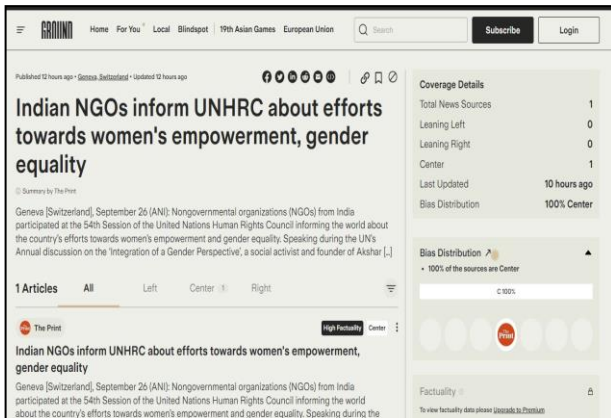 GROUND
Home For You Local Blindspot 19th Asian Games European Union
Search
Subscribe
Login
Published 12 hours ago • Geneva, Switzerland • Updated 12 hours ago
Indian NGOs inform UNHRC about efforts
towards women's empowerment, gender
equality
Summary by The Print
Geneva [Switzerland], September 26 (ANI): Nongovernmental organizations (NGOs) from India
participated at the 54th Session of the United Nations Human Rights Council informing the world about
the country's efforts towards women's empowerment and gender equality. Speaking during the UN's
Annual discussion on the 'Integration of a Gender Perspective', a social activist and founder of Akshar [...]
1 Articles All Left Center 1 Right
The Print
High Factuality Center
Indian NGOs inform UNHRC about efforts towards women's empowerment,
gender equality
Geneva [Switzerland], September 26 (ANI): Nongovernmental organizations (NGOs) from India
participated at the 54th Session of the United Nations Human Rights Council informing the world
about the country's efforts towards women's empowerment and gender equality. Speaking during the
Coverage Details
Total News Sources 1
Leaning Left 0
Leaning Right 0
Center 1
Last Updated 10 hours ago
Bias Distribution 100% Center
Bias Distribution
• 100% of the sources are Center
C 100%
The Print
Factuality
To view factuality data please Upgrade to Premium